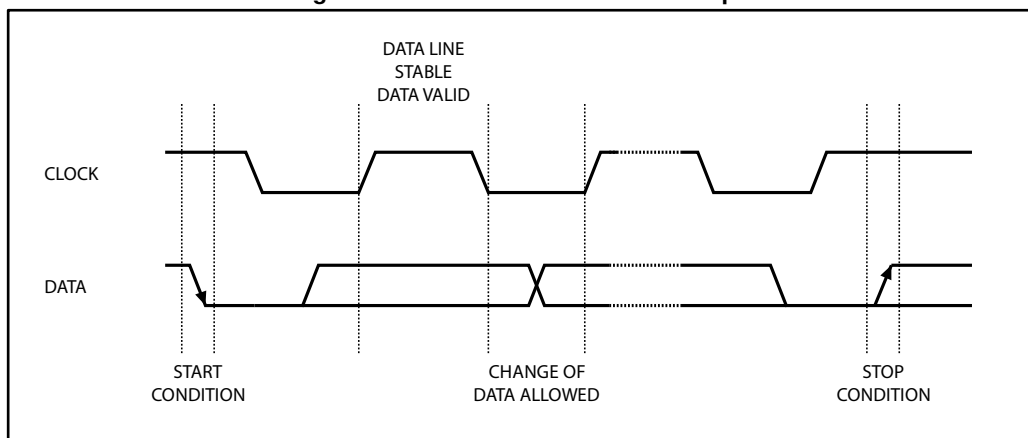 DATA LINE
STABLE
DATA VALID
CLOCK
DATA
START
CONDITION
CHANGE OF
DATA ALLOWED
STOP
CONDITION